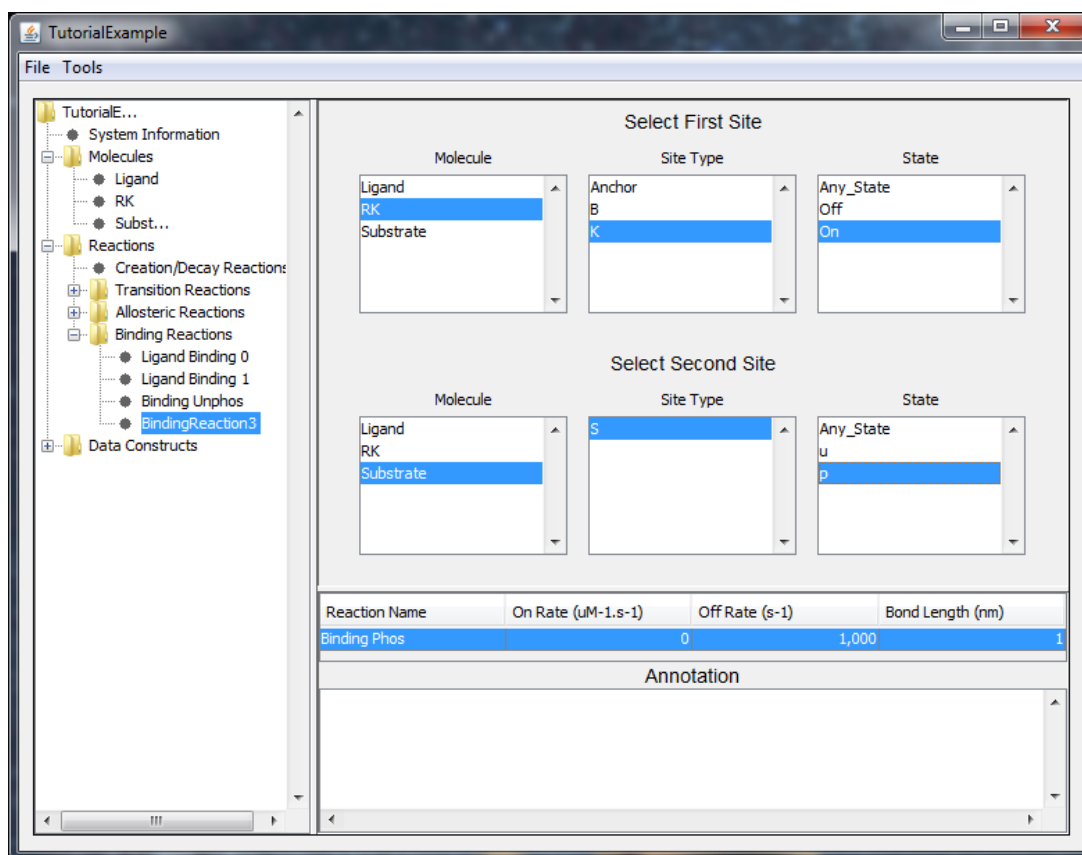 TutorialExample
File Tools
TutorialE...
System Information
Molecules
Ligand
RK
Subst...
Reactions
Creation/Decay Reactions
Transition Reactions
Allosteric Reactions
Binding Reactions
Ligand Binding 0
Ligand Binding 1
Binding Unphos
BindingReaction3
Data Constructs
Select First Site
Molecule Site Type State
Ligand Anchor Any_State
RK B Off
Substrate K On
Select Second Site
Molecule Site Type State
Ligand S Any_State
RK u
Substrate p
Reaction Name On Rate (uM-1.s-1) Off Rate (s-1) Bond Length (nm)
Binding Phos 0 1,000 1
Annotation